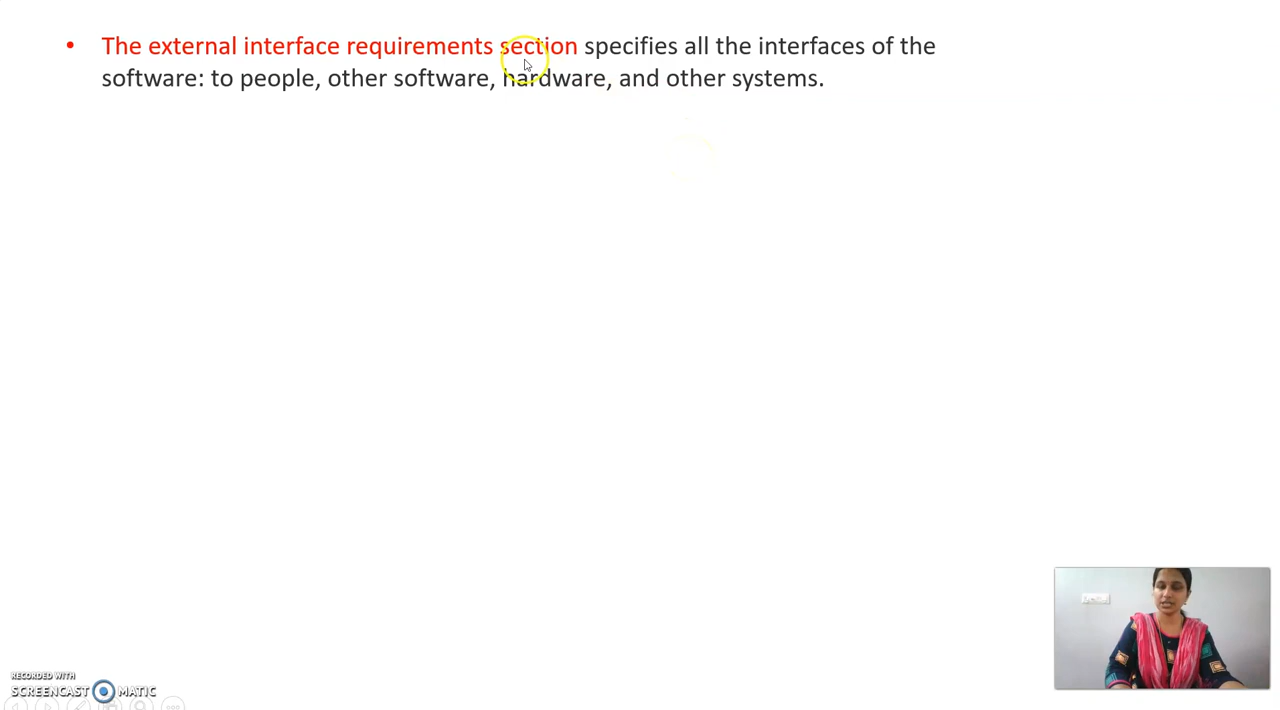 • The external interface requirements section specifies all the interfaces of the
software: to people, other software, hardware, and other systems.
RECORDED WITH
SCREENCAST MATIC